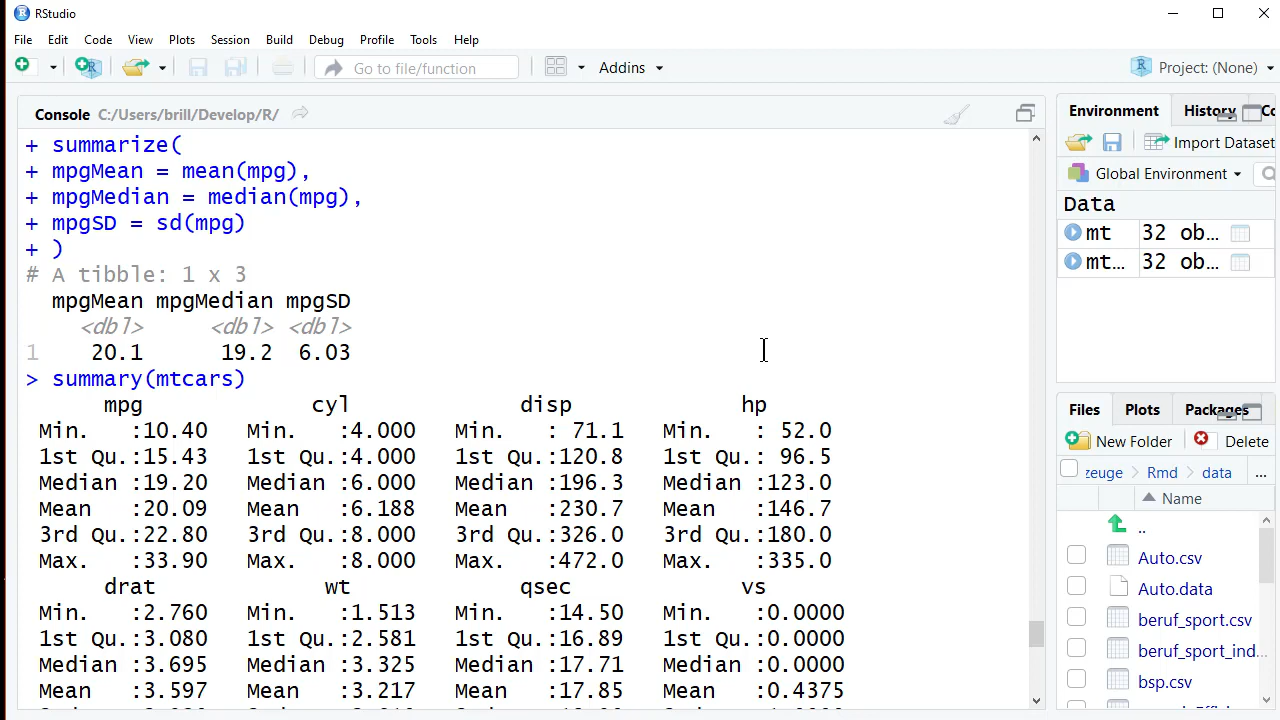 RStudio
File Edit Code View Plots Session Build Debug Profile Tools Help
Go to file/function Addins Project: (None)
Console C:/Users/brill/Develop/R/
+ summarize(
+ mpgMean = mean(mpg),
+ mpgMedian = median(mpg),
+ mpgSD = sd(mpg)
+ )
# A tibble: 1 x 3
mpgMean mpgMedian mpgSD
<dbl> <dbl> <dbl>
1 20.1 19.2 6.03
> summary(mtcars)
mpg cyl disp hp
Min. :10.40 Min. :4.000 Min. : 71.1 Min. : 52.0
1st Qu.:15.43 1st Qu.:4.000 1st Qu.:120.8 1st Qu.: 96.5
Median :19.20 Median :6.000 Median :196.3 Median :123.0
Mean :20.09 Mean :6.188 Mean :230.7 Mean :146.7
3rd Qu.:22.80 3rd Qu.:8.000 3rd Qu.:326.0 3rd Qu.:180.0
Max. :33.90 Max. :8.000 Max. :472.0 Max. :335.0
drat wt qsec vs
Min. :2.760 Min. :1.513 Min. :14.50 Min. :0.0000
1st Qu.:3.080 1st Qu.:2.581 1st Qu.:16.89 1st Qu.:0.0000
Median :3.695 Median :3.325 Median :17.71 Median :0.0000
Mean :3.597 Mean :3.217 Mean :17.85 Mean :0.4375
Environment History Co
Import Dataset
Global Environment
Data
mt 32 ob...
mt... 32 ob...
Files Plots Packages
New Folder Delete
zeuge Rmd data ...
Name
..
Auto.csv
Auto.data
beruf_sport.csv
beruf_sport_ind...
bsp.csv